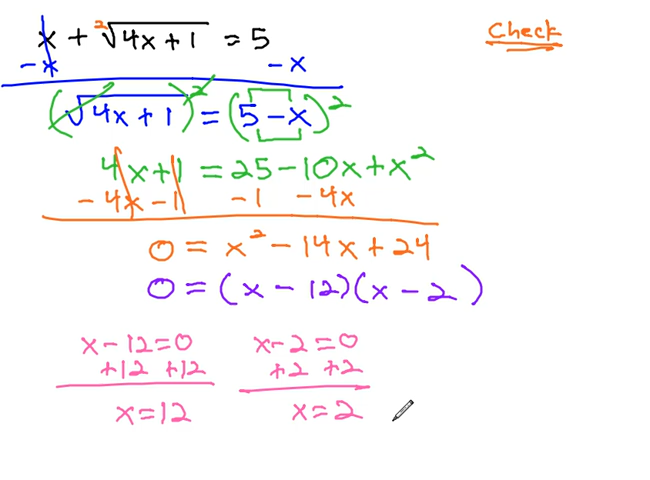 x + ²√4x + 1 = 5
Check
- x - x
(√4x + 1)² = (5 - x)²
4x + 1 = 25 - 10x + x²
- 4x - 1 - 1 - 4x
0 = x² - 14x + 24
0 = (x - 12)(x - 2)
x - 12 = 0 x - 2 = 0
+12 +12 +2 +2
x = 12 x = 2